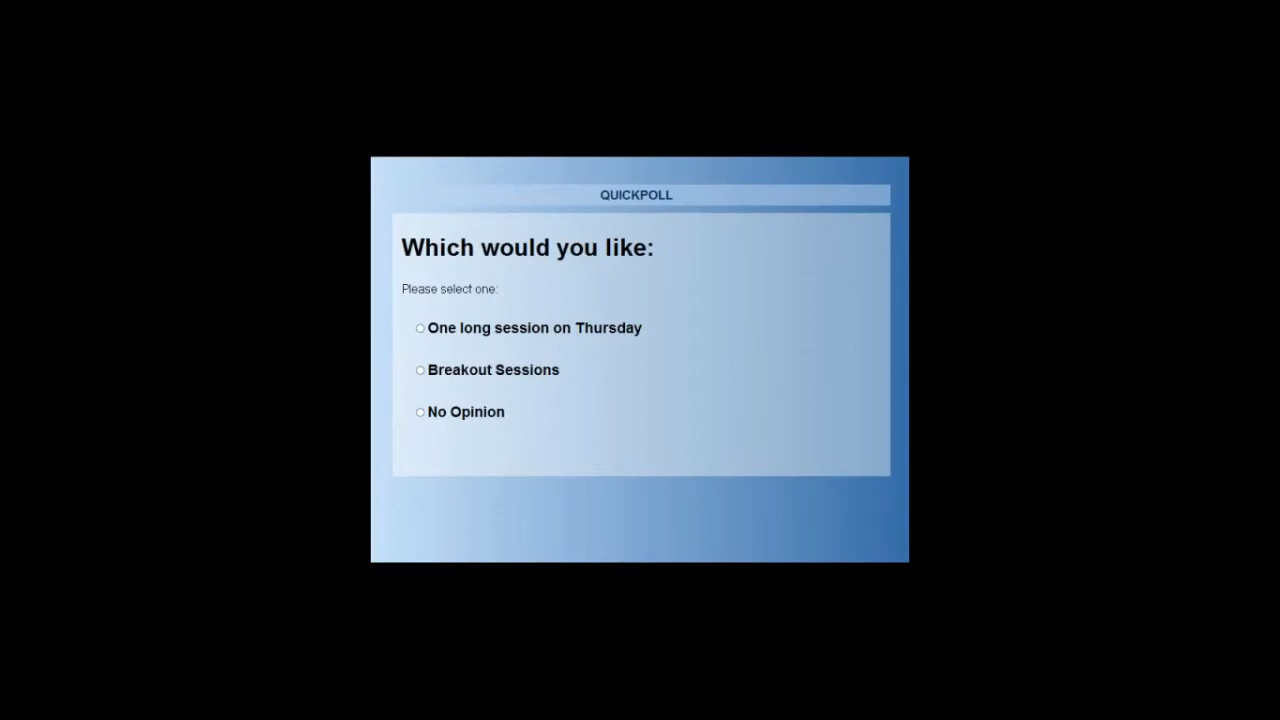 QUICKPOLL
Which would you like:
Please select one:
One long session on Thursday
Breakout Sessions
No Opinion